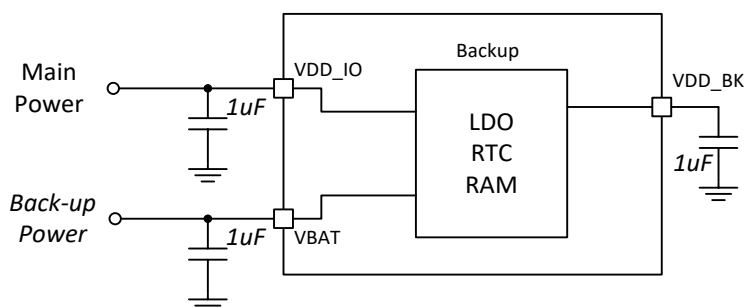 Backup
Main
Power
VDD_IO
1uF
VDD_BK
1uF
LDO
RTC
RAM
Back-up
Power
1uF
VBAT